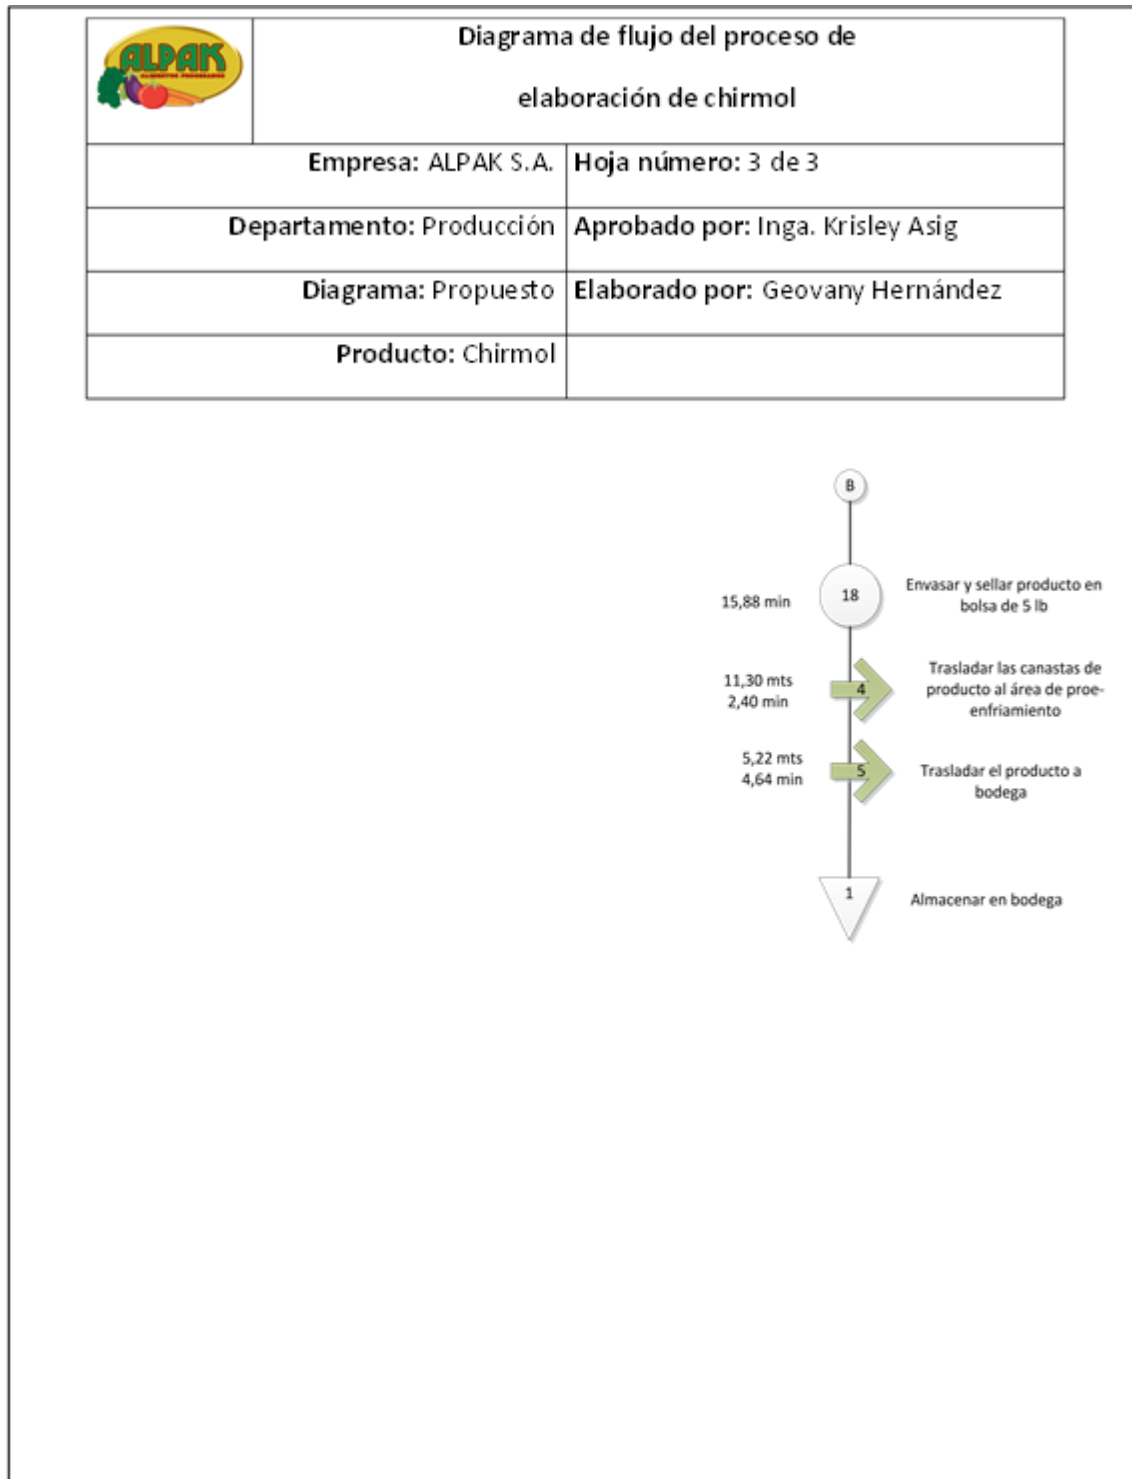 ALPAK
ALIMENTOS PROCESADOS
Diagrama de flujo del proceso de
elaboración de chirmol
Empresa: ALPAK S.A.
Hoja número: 3 de 3
Departamento: Producción
Aprobado por: Inga. Krisley Asig
Diagrama: Propuesto
Elaborado por: Geovany Hernández
Producto: Chirmol
B
15,88 min
18
Envasar y sellar producto en
bolsa de 5 lb
11,30 mts
2,40 min
4
Trasladar las canastas de
producto al área de proe-
enfriamiento
5,22 mts
4,64 min
5
Trasladar el producto a
bodega
1
Almacenar en bodega